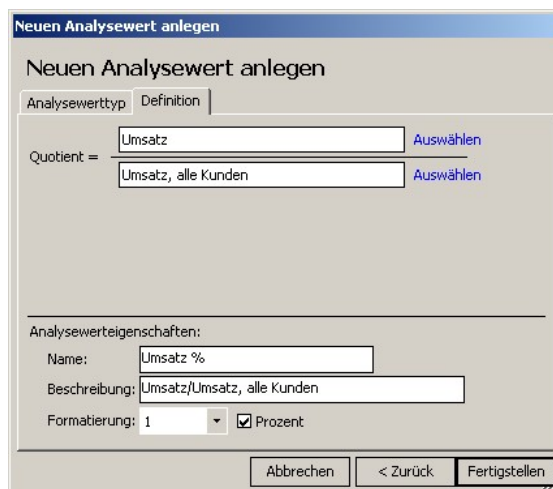 Neuen Analysewert anlegen
Neuen Analysewert anlegen
Analysewerttyp Definition
Umsatz Auswählen
Quotient =
Umsatz, alle Kunden Auswählen
Analysewerteigenschaften:
Name: Umsatz %
Beschreibung: Umsatz/Umsatz, alle Kunden
Formatierung: 1 Prozent
Abbrechen < Zurück Fertigstellen